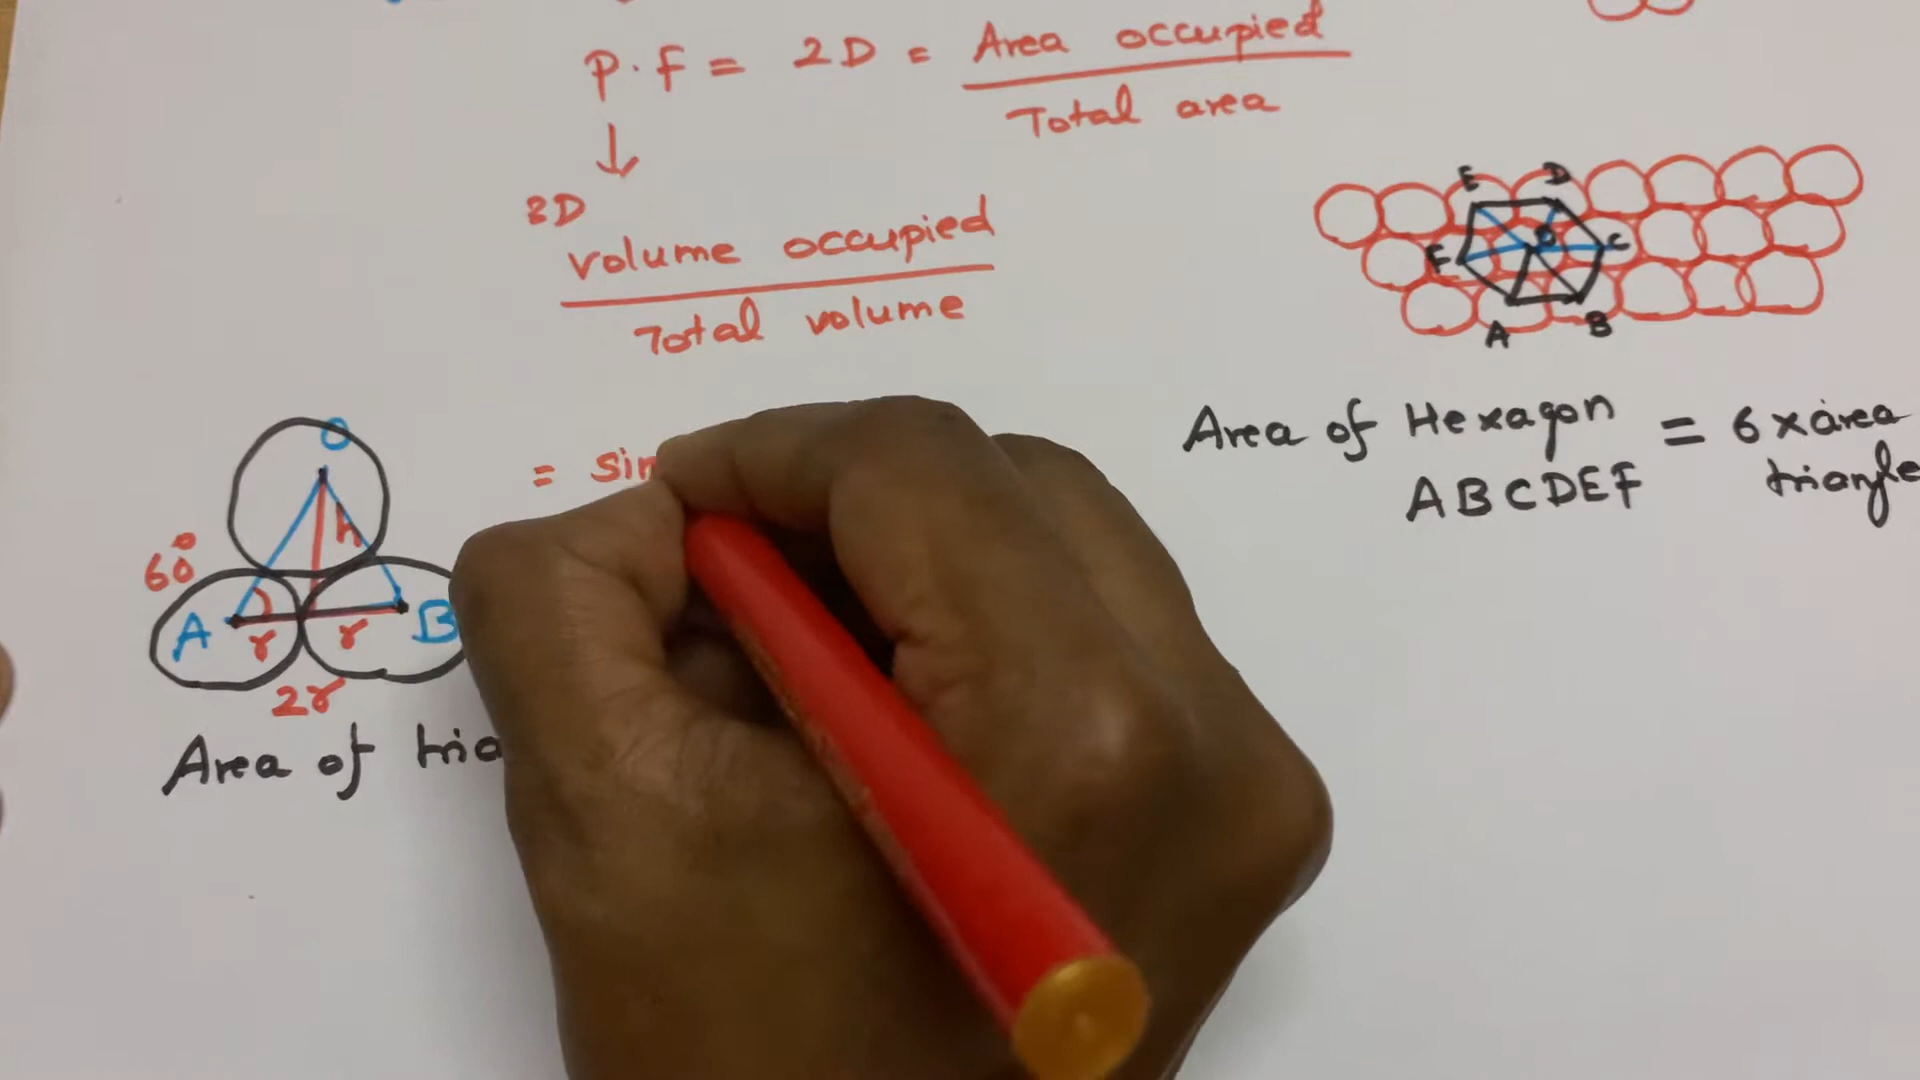 P.F = 2D = Area occupied
Total area
↓
3D
volume occupied
Total volume
E D
F O C
A B
Area of Hexagon = 6 x area
ABCDEF triangle
O
= sin
h
60°
A r r B
2r
Area of tria